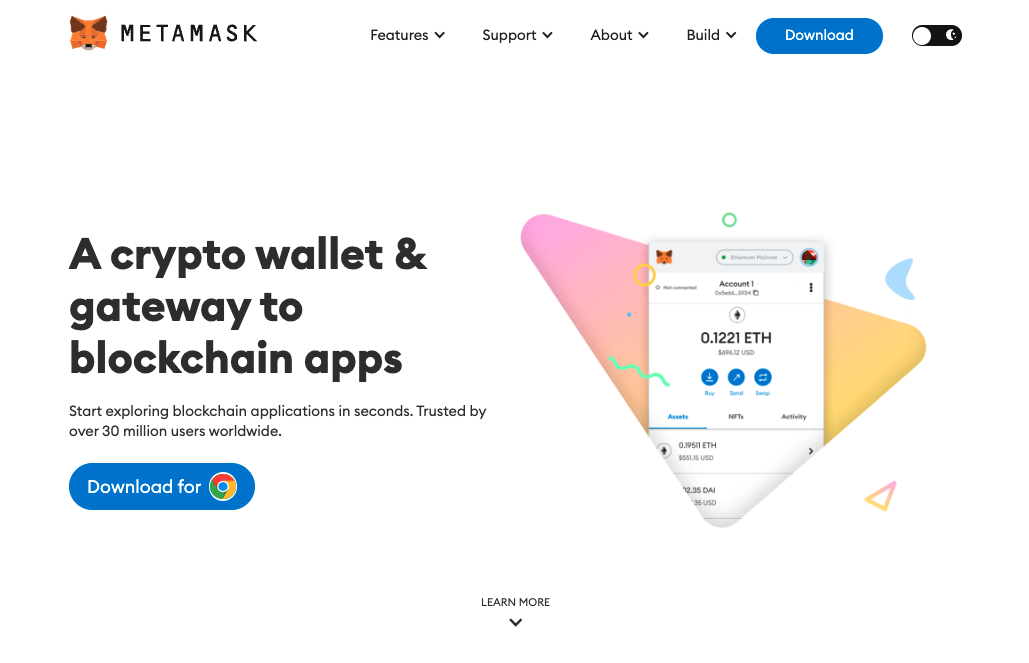 METAMASK
Features
Support
About
Build
Download
A crypto wallet &
gateway to
blockchain apps
Start exploring blockchain applications in seconds. Trusted by
over 30 million users worldwide.
Download for
Ethereum Mainnet
Not connected
Account 1
0x5e66...5924
0.1221 ETH
$696.12 USD
Buy
Send
Swap
Assets
NFTs
Activity
0.19511 ETH
$551.15 USD
02.35 DAI
.35 USD
LEARN MORE